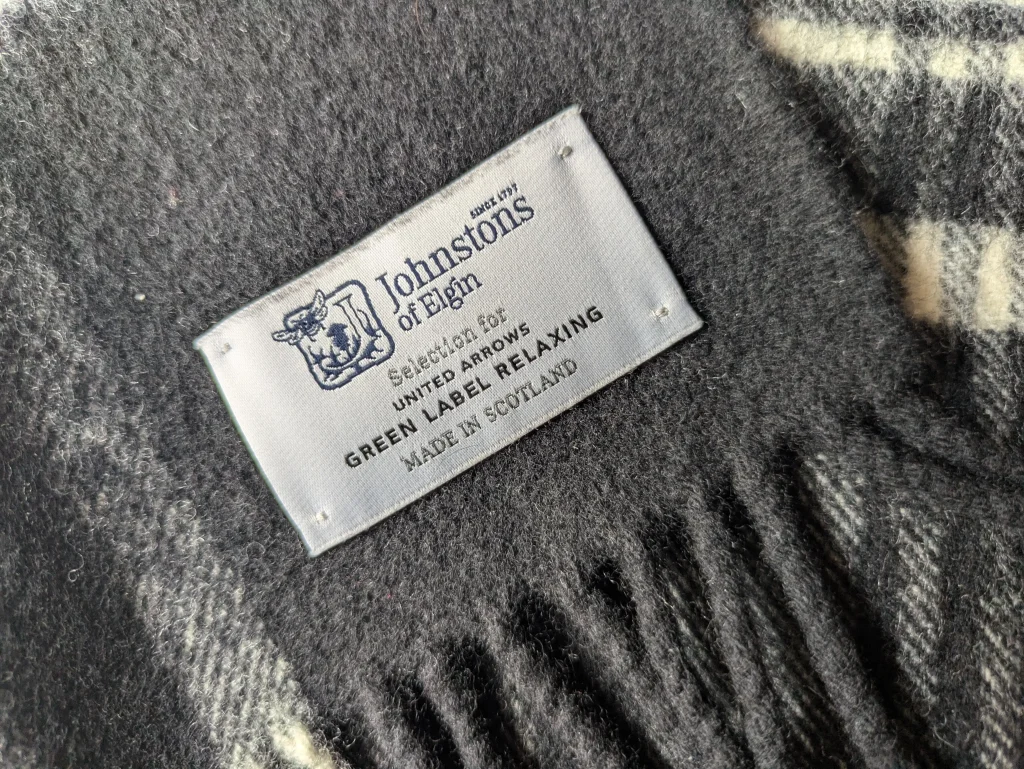 SINCE 1797
Johnstons
of Elgin
Selection for
UNITED ARROWS
GREEN LABEL RELAXING
MADE IN SCOTLAND